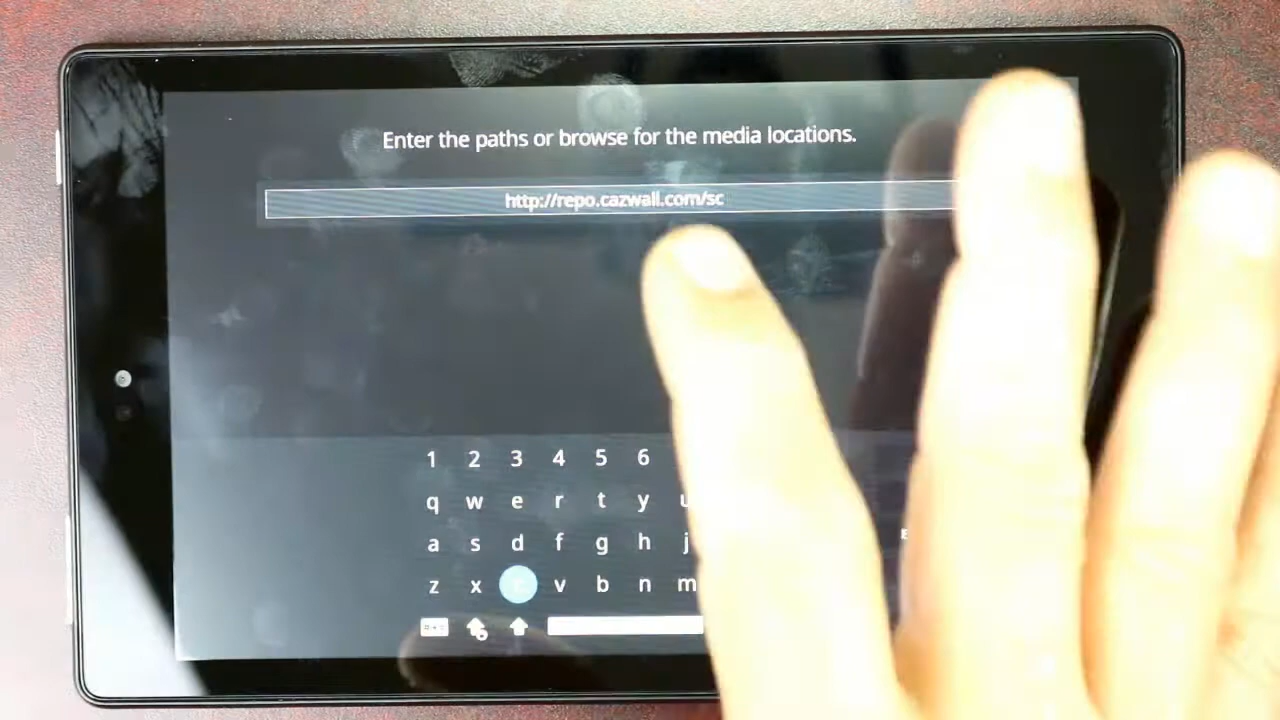 Enter the paths or browse for the media locations.
http://repo.cazwall.com/sc
1 2 3 4 5 6
q w e r t y u
a s d f g h j
z x c v b n m